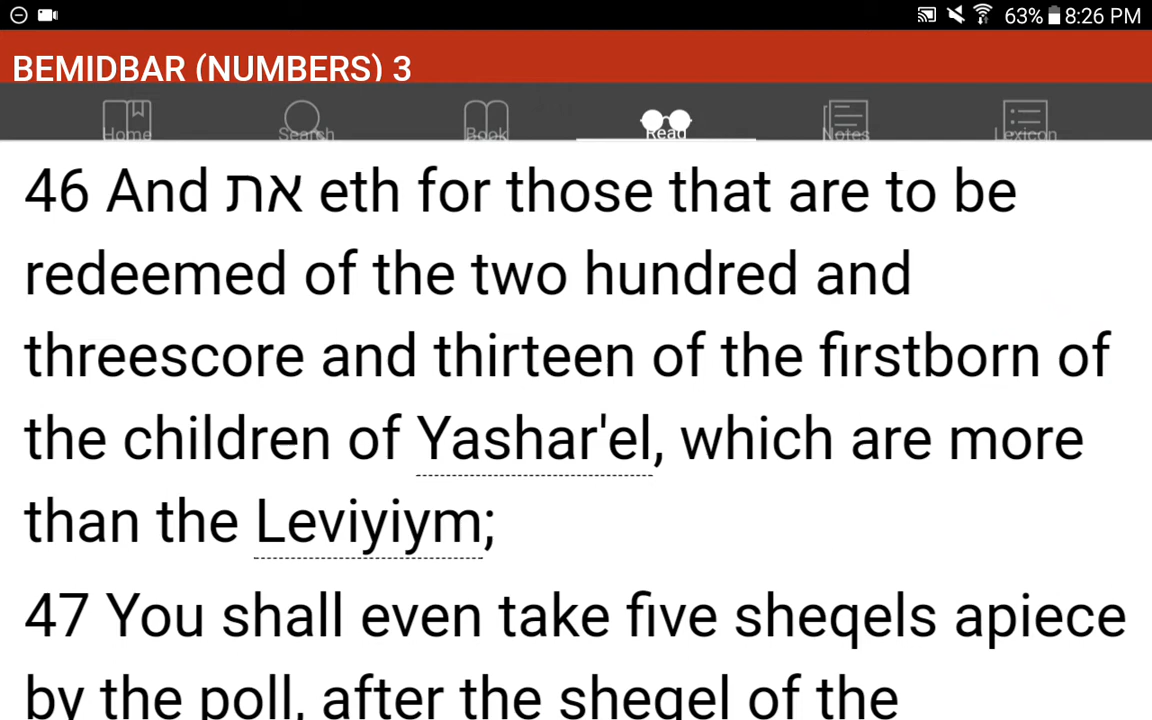 63% 8:26 PM
BEMIDBAR (NUMBERS) 3
Home Search Book Read Notes Lexicon
46 And את eth for those that are to be
redeemed of the two hundred and
threescore and thirteen of the firstborn of
the children of Yashar'el, which are more
than the Leviyiym;
47 You shall even take five sheqels apiece
by the poll, after the sheqel of the